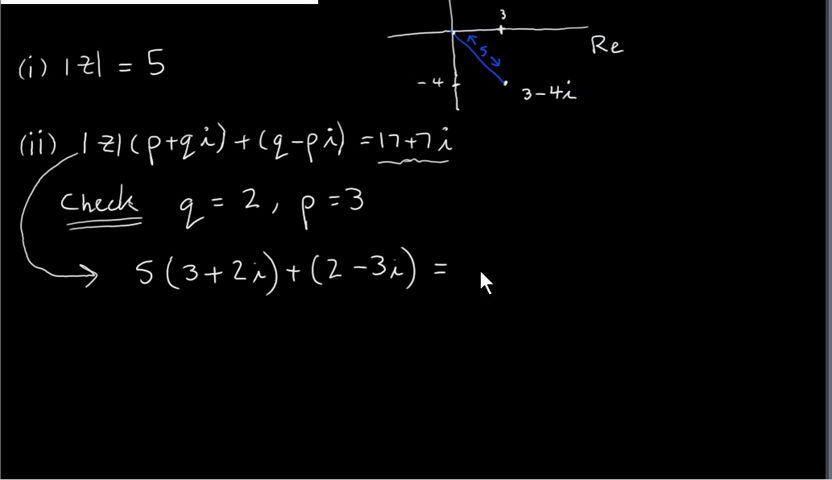 3
Re
(i) |z| = 5
5
-4
3-4i
(ii) |z|(p+qi)+(q-pi) = 17+7i
Check q = 2, p = 3
5(3+2i)+(2-3i) =